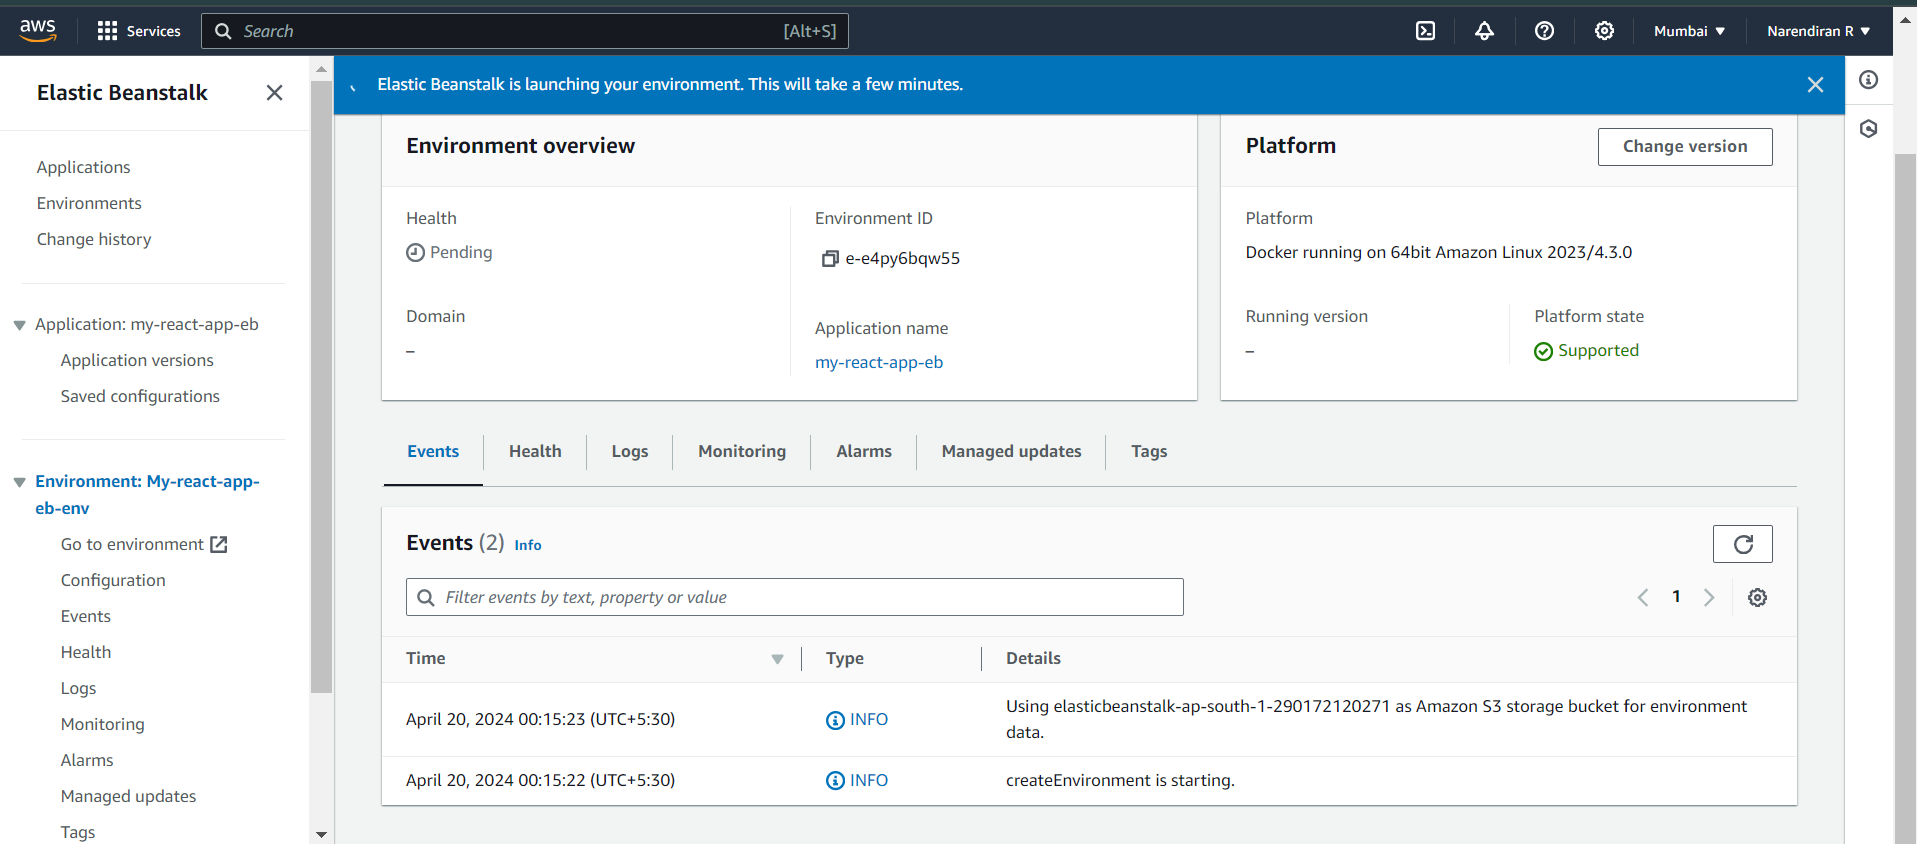 aws
Services
Search
[Alt+S]
Mumbai
Narendiran R
Elastic Beanstalk
Applications
Environments
Change history
Application: my-react-app-eb
Application versions
Saved configurations
Environment: My-react-app-
eb-env
Go to environment
Configuration
Events
Health
Logs
Monitoring
Alarms
Managed updates
Tags
Elastic Beanstalk is launching your environment. This will take a few minutes.
Environment overview
Health
Pending
Domain
–
Environment ID
e-e4py6bqw55
Application name
my-react-app-eb
Platform
Change version
Platform
Docker running on 64bit Amazon Linux 2023/4.3.0
Running version
–
Platform state
Supported
Events
Health
Logs
Monitoring
Alarms
Managed updates
Tags
Events (2) Info
Filter events by text, property or value
1
Time
Type
Details
April 20, 2024 00:15:23 (UTC+5:30)
INFO
Using elasticbeanstalk-ap-south-1-290172120271 as Amazon S3 storage bucket for environment
data.
April 20, 2024 00:15:22 (UTC+5:30)
INFO
createEnvironment is starting.